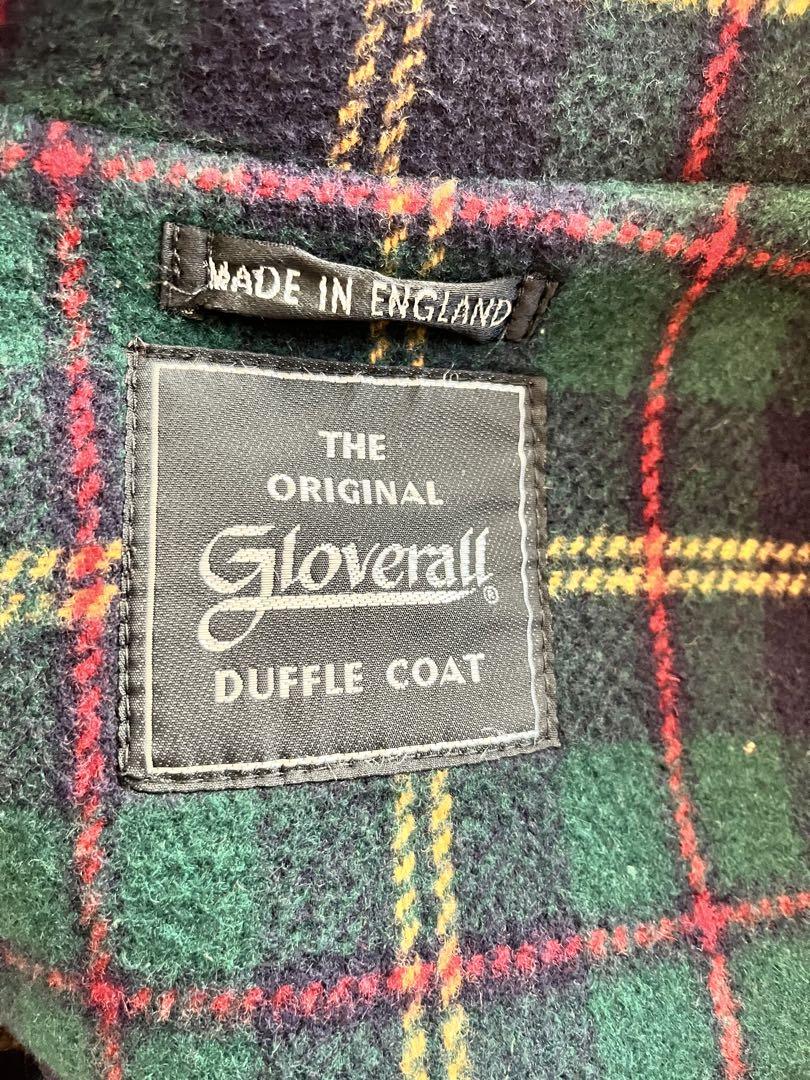 MADE IN ENGLAND
THE
ORIGINAL
Gloverall®
DUFFLE COAT